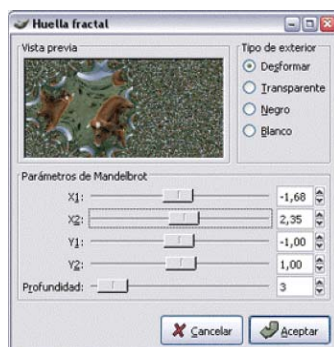 Huella fractal
Vista previa
Tipo de exterior
Desformar
Transparente
Negro
Blanco
Parámetros de Mandelbrot
X1: -1,68
X2: 2,35
Y1: -1,00
Y2: 1,00
Profundidad: 3
Cancelar
Aceptar